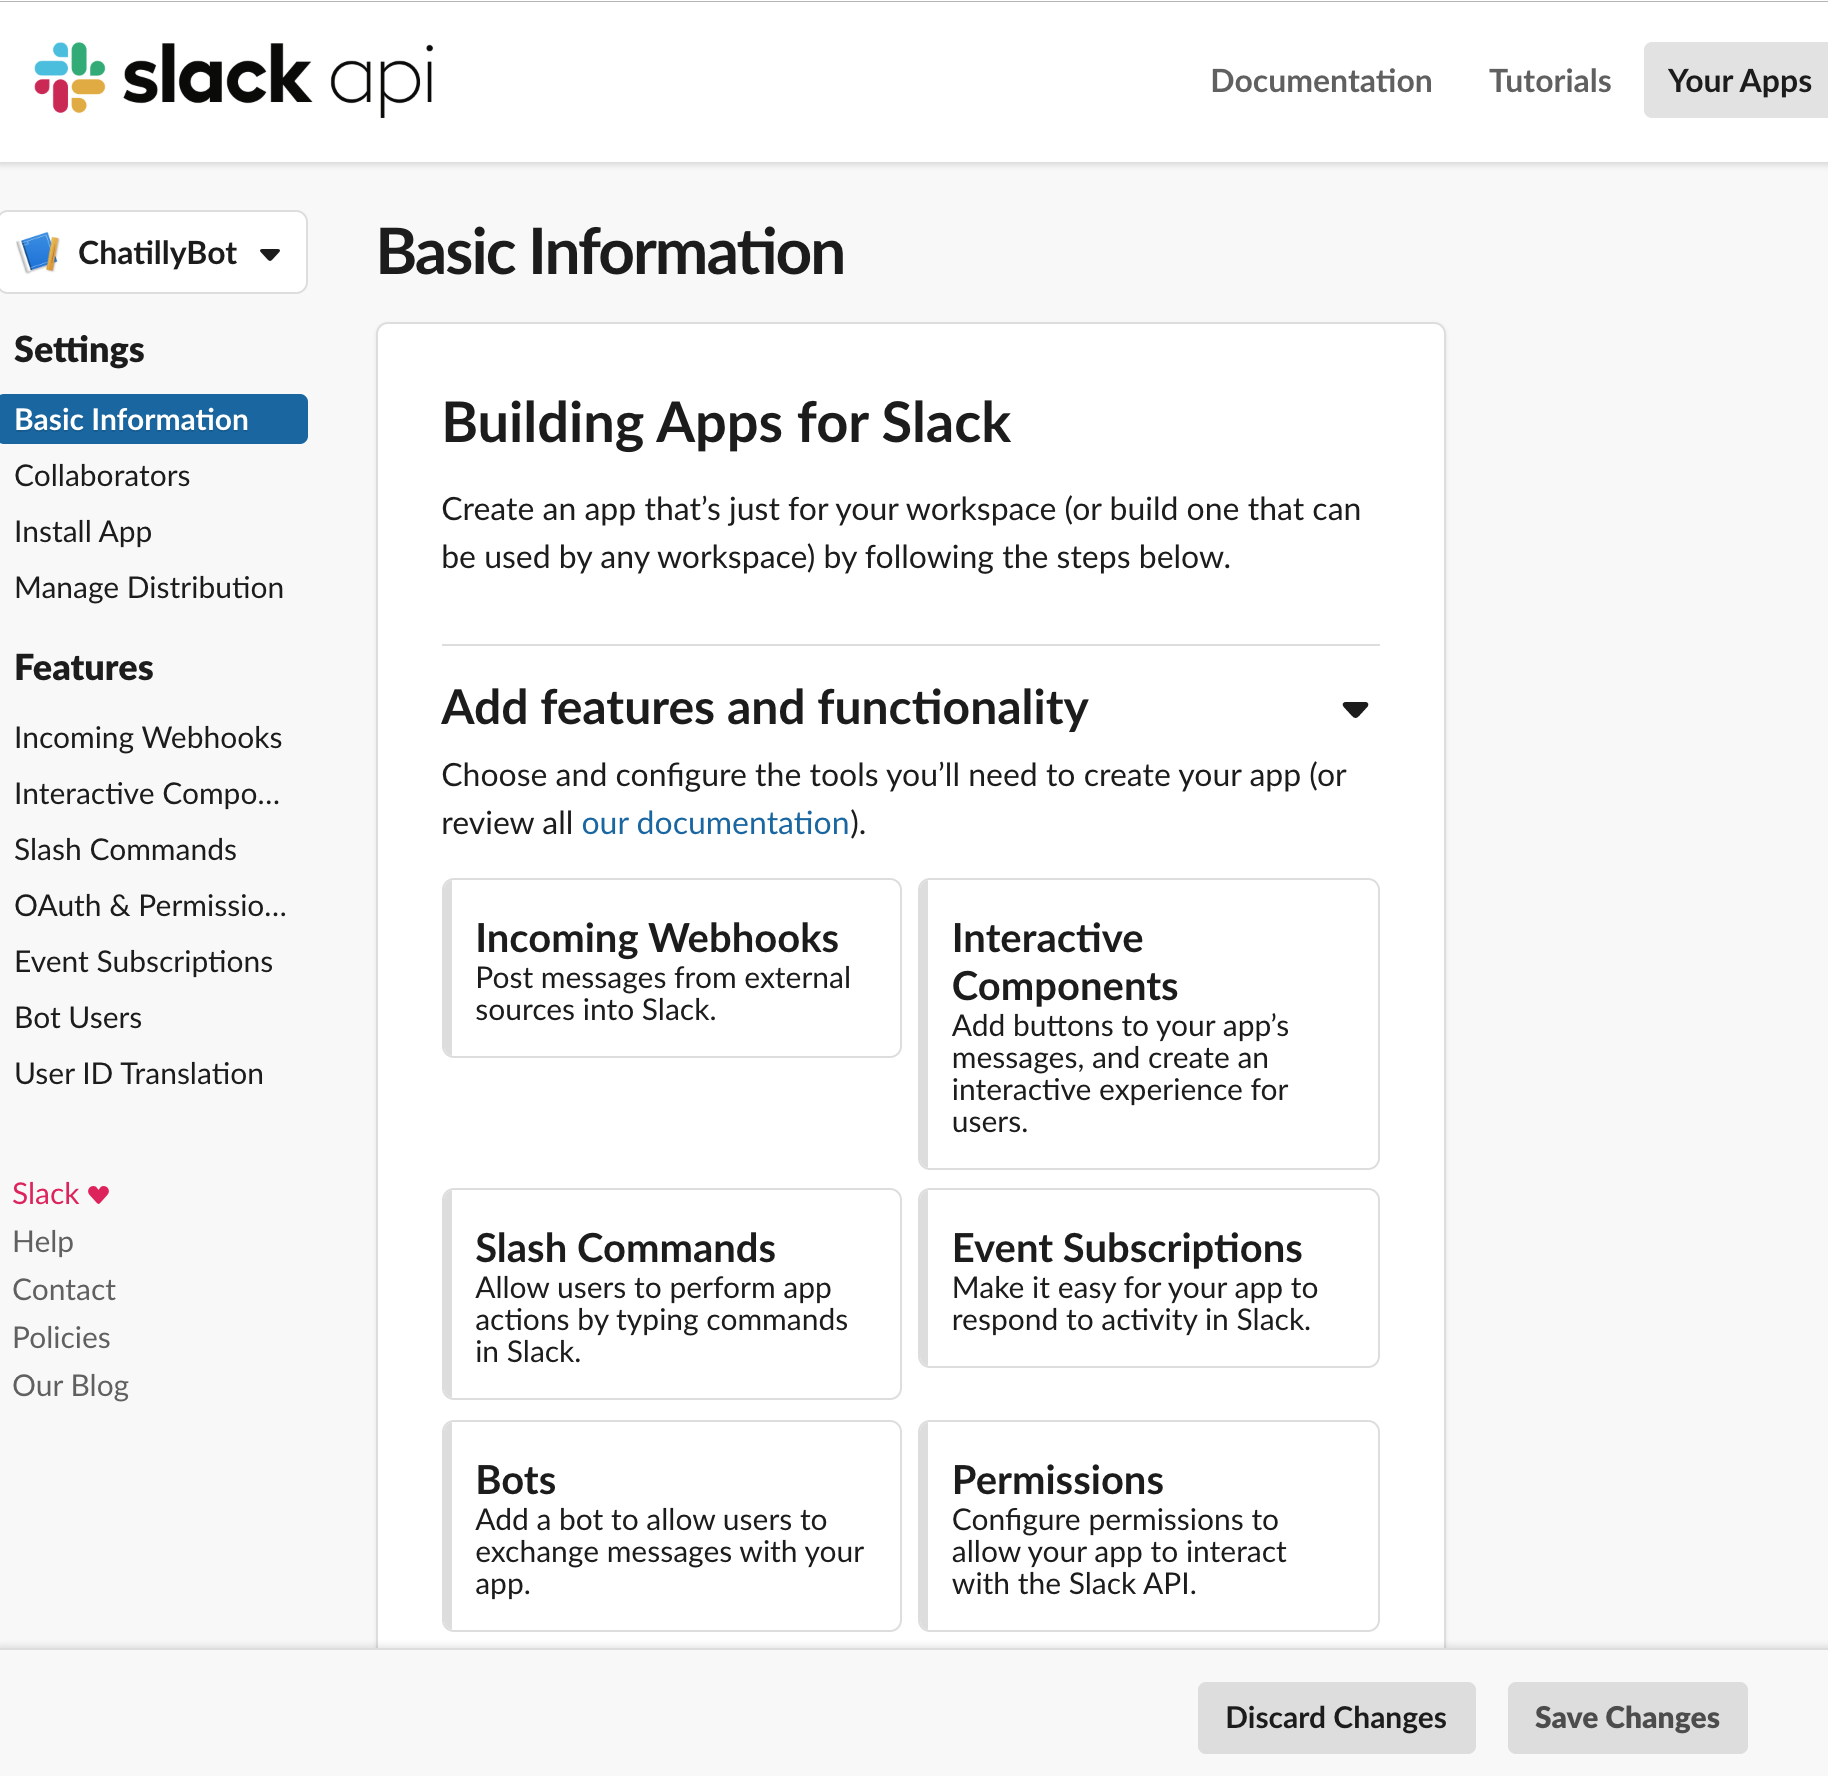 slack api
Documentation
Tutorials
Your Apps
ChatillyBot
Settings
Basic Information
Collaborators
Install App
Manage Distribution
Features
Incoming Webhooks
Interactive Compo...
Slash Commands
OAuth & Permissio...
Event Subscriptions
Bot Users
User ID Translation
Slack
Help
Contact
Policies
Our Blog
Basic Information
Building Apps for Slack
Create an app that’s just for your workspace (or build one that can
be used by any workspace) by following the steps below.
Add features and functionality
Choose and configure the tools you’ll need to create your app (or
review all our documentation).
Incoming Webhooks
Post messages from external
sources into Slack.
Interactive
Components
Add buttons to your app’s
messages, and create an
interactive experience for
users.
Slash Commands
Allow users to perform app
actions by typing commands
in Slack.
Event Subscriptions
Make it easy for your app to
respond to activity in Slack.
Bots
Add a bot to allow users to
exchange messages with your
app.
Permissions
Configure permissions to
allow your app to interact
with the Slack API.
Discard Changes
Save Changes